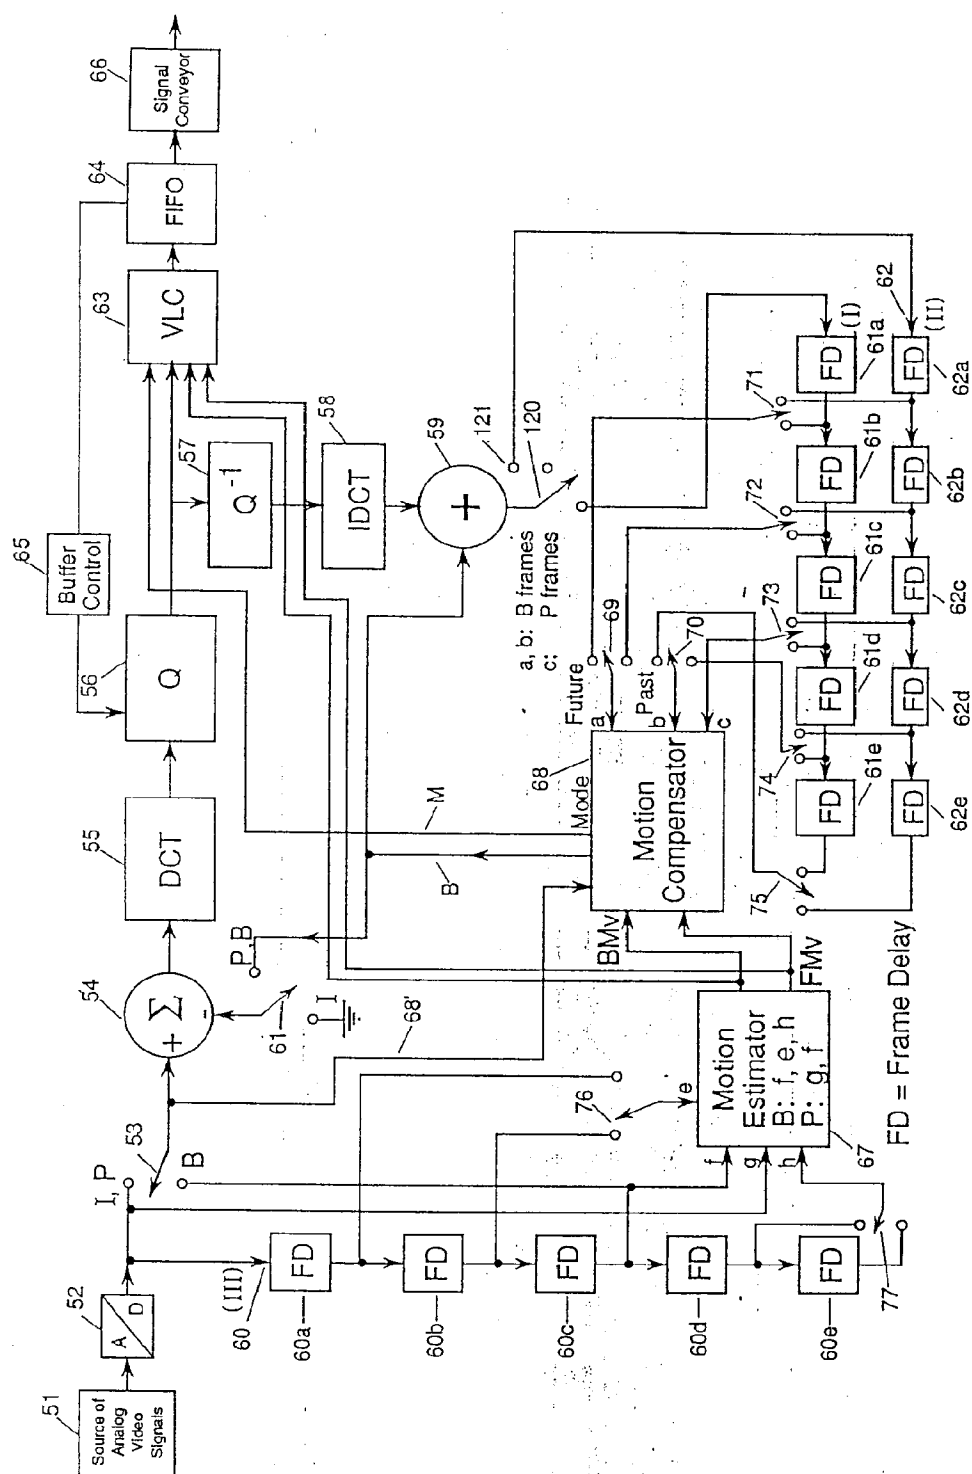 51
Source of
Analog
Video
Signals
52
A
D
I, P
53
B
54
+ Σ
-
55
DCT
56
Q
65
Buffer
Control
63
VLC
64
FIFO
66
Signal
Conveyor
57
Q⁻¹
58
IDCT
59
+
121
120
61
I
P,B
68'
B
M
(III)
60
60a
FD
60b
FD
60c
FD
60d
FD
60e
FD
76
77
e
f
g
h
Motion
Estimator
B: f, e, h
P: g, f
67
BMv
FMv
68
Mode
Motion
Compensator
Future
a
Past
b
c
69
70
a, b: B frames
c: P frames
71
72
73
74
75
FD
(I)
61a
FD
61b
FD
61c
FD
61d
FD
61e
62
(II)
FD
62a
FD
62b
FD
62c
FD
62d
FD
62e
FD = Frame Delay